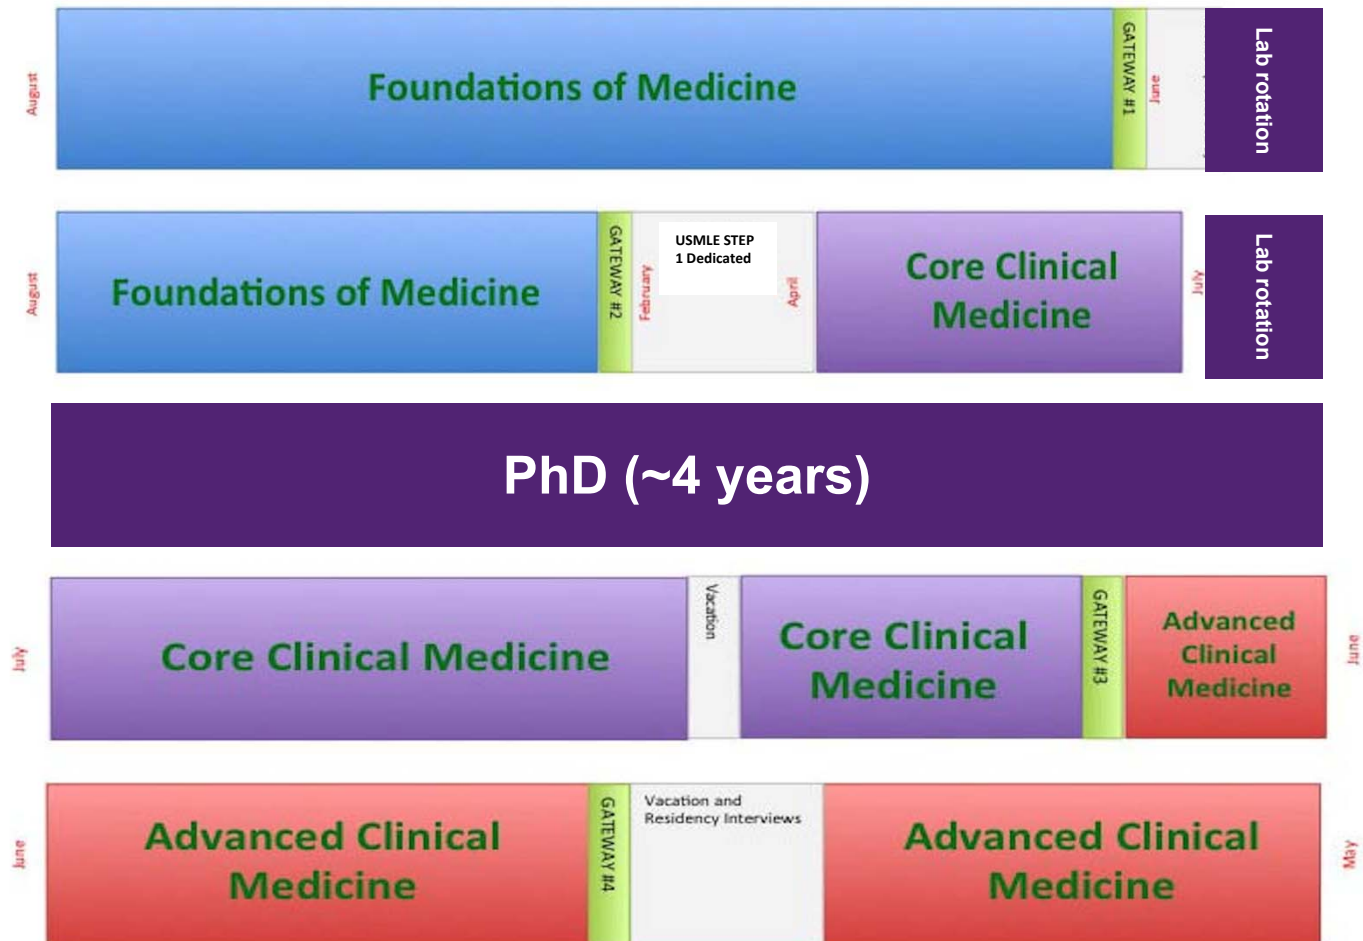 August
Foundations of Medicine
GATEWAY #1
June
Lab rotation
August
Foundations of Medicine
GATEWAY #2
February
USMLE STEP
1 Dedicated
April
Core Clinical
Medicine
July
Lab rotation
PhD (~4 years)
July
Core Clinical Medicine
Vacation
Core Clinical
Medicine
GATEWAY #3
Advanced
Clinical
Medicine
June
June
Advanced Clinical
Medicine
GATEWAY #4
Vacation and
Residency Interviews
Advanced Clinical
Medicine
May